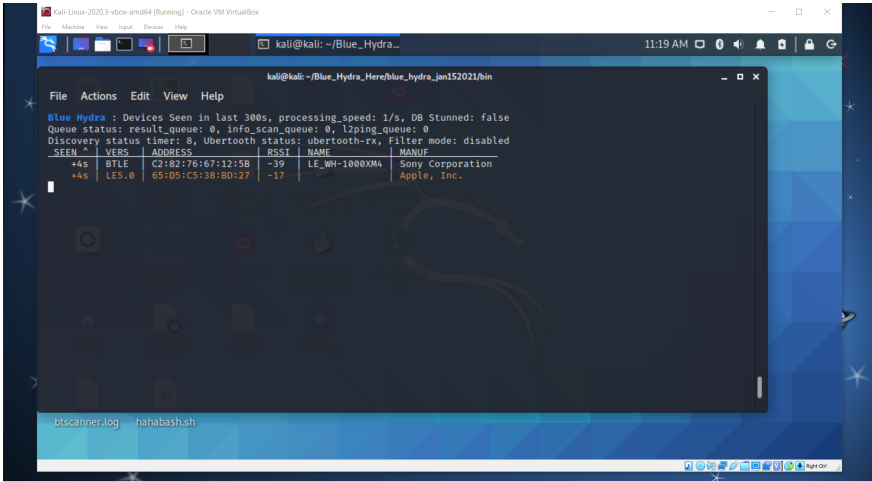 Kali-Linux-2020.3-vbox-amd64 [Running] - Oracle VM VirtualBox
File Machine View Input Devices Help
kali@kali: ~/Blue_Hydra... 11:19 AM
kali@kali: ~/Blue_Hydra_Here/blue_hydra_jan152021/bin
File Actions Edit View Help
Blue Hydra : Devices Seen in last 300s, processing_speed: 1/s, DB Stunned: false
Queue status: result_queue: 0, info_scan_queue: 0, l2ping_queue: 0
Discovery status timer: 8, Ubertooth status: ubertooth-rx, Filter mode: disabled
SEEN ^ | VERS | ADDRESS | RSSI | NAME | MANUF
+4s | BTLE | C2:82:76:67:12:5B | -39 | LE_WH-1000XM4 | Sony Corporation
+4s | LE5.0 | 65:D5:C5:38:BD:27 | -17 | | Apple, Inc.
btscanner.log hahabash.sh
Right Ctrl